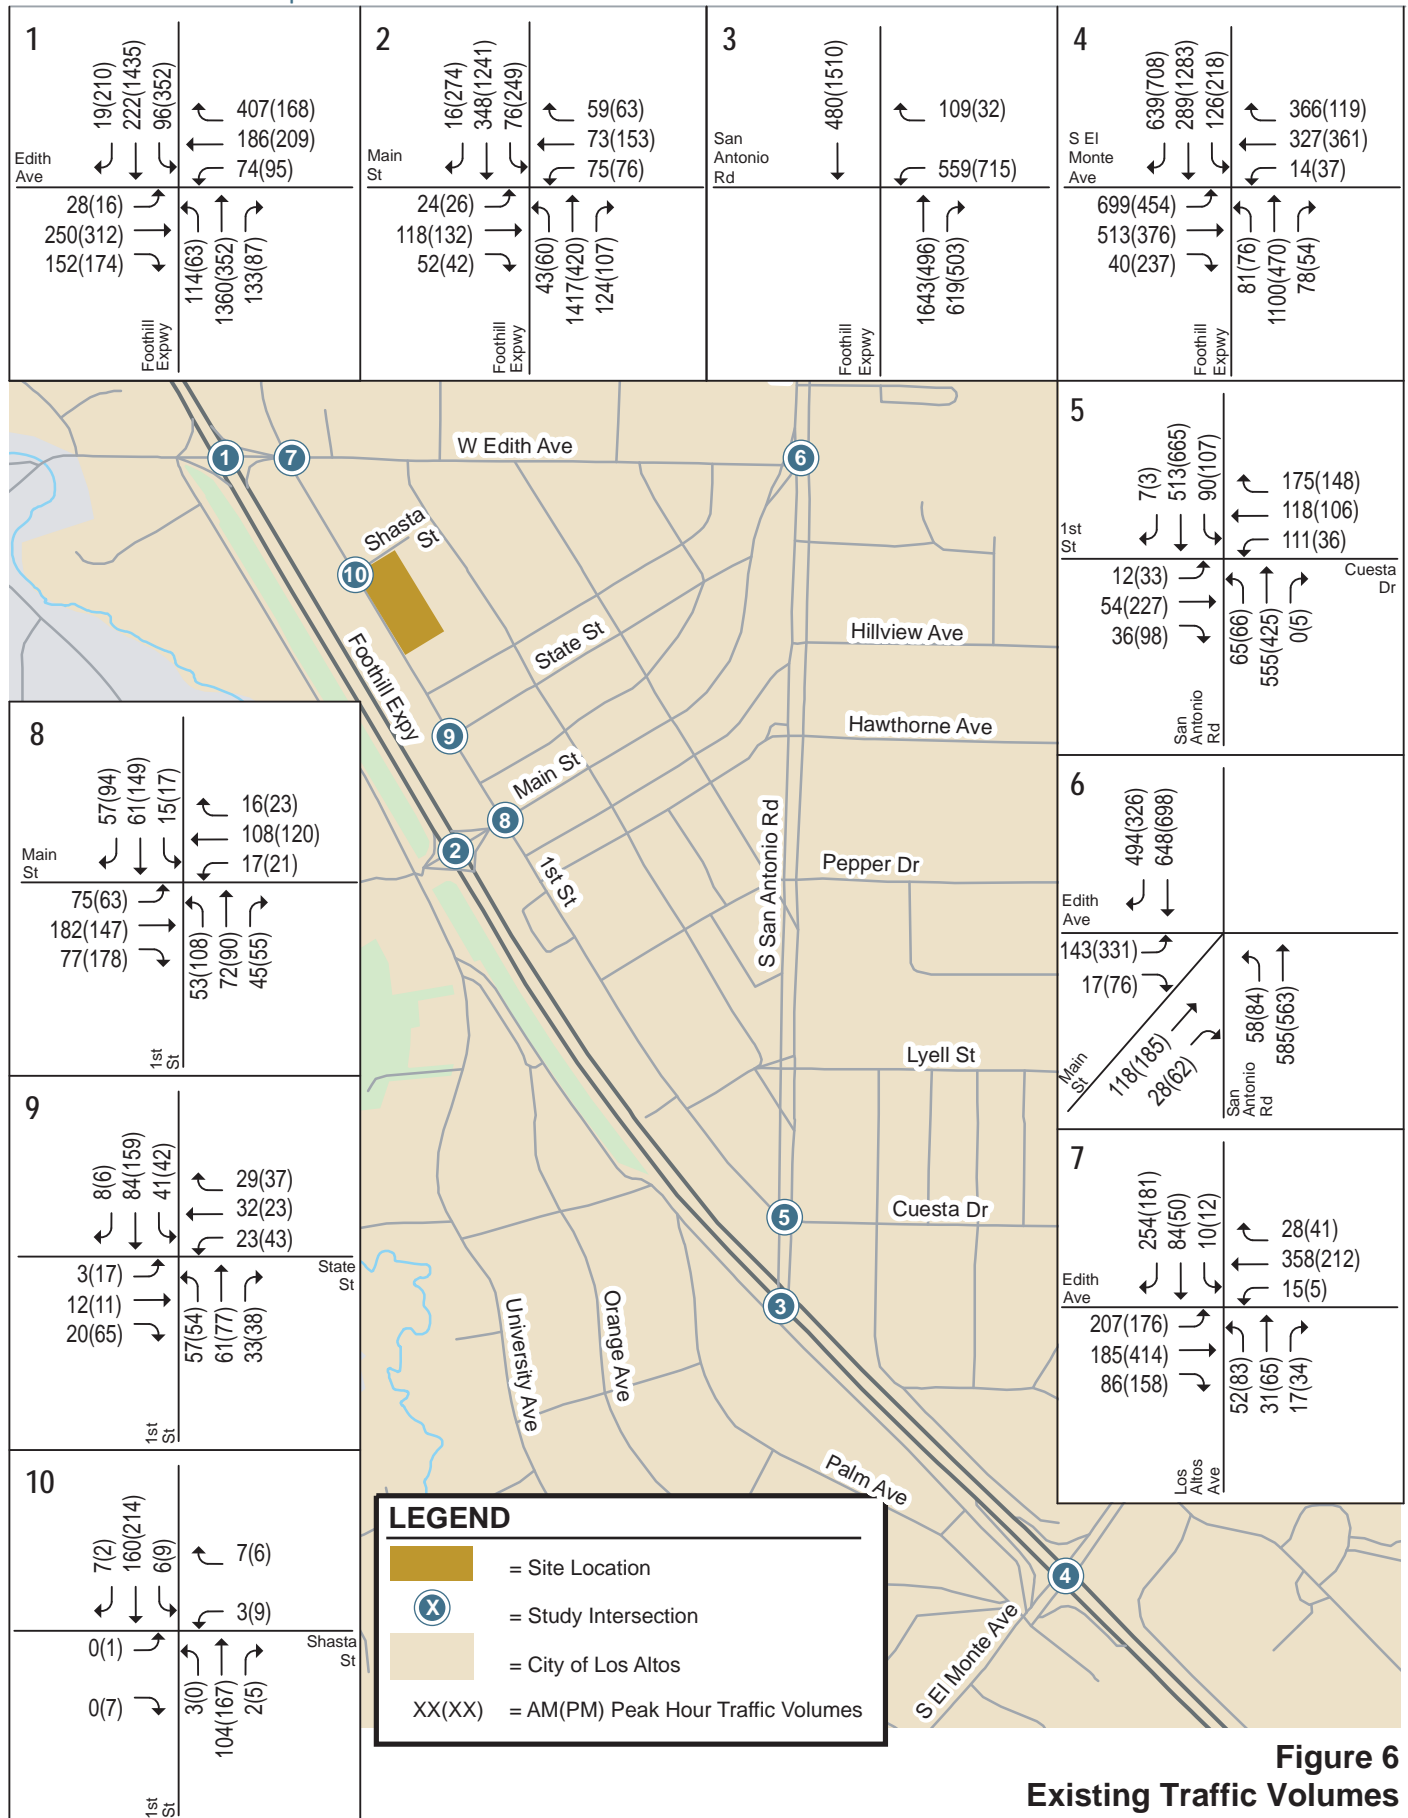 1
19(210)
222(1435)
96(352)
407(168)
186(209)
74(95)
Edith
Ave
28(16)
250(312)
152(174)
114(63)
1360(352)
133(87)
Foothill
Expwy
2
16(274)
348(1241)
76(249)
59(63)
73(153)
75(76)
Main
St
24(26)
118(132)
52(42)
43(60)
1417(420)
124(107)
Foothill
Expwy
3
480(1510)
109(32)
559(715)
San
Antonio
Rd
1643(496)
619(503)
Foothill
Expwy
4
639(708)
289(1283)
126(218)
366(119)
327(361)
14(37)
S El
Monte
Ave
699(454)
513(376)
40(237)
81(76)
1100(470)
78(54)
Foothill
Expwy
5
7(3)
513(665)
90(107)
175(148)
118(106)
111(36)
1st
St
Cuesta
Dr
12(33)
54(227)
36(98)
65(66)
555(425)
0(5)
San
Antonio
Rd
6
494(326)
648(698)
Edith
Ave
143(331)
17(76)
Main
St
118(185)
28(62)
58(84)
585(563)
San
Antonio
Rd
7
254(181)
84(50)
10(12)
28(41)
358(212)
15(5)
Edith
Ave
207(176)
185(414)
86(158)
52(83)
31(65)
17(34)
Los
Altos
Ave
8
57(94)
61(149)
15(17)
16(23)
108(120)
17(21)
Main
St
75(63)
182(147)
77(178)
53(108)
72(90)
45(55)
1st
St
9
8(6)
84(159)
41(42)
29(37)
32(23)
23(43)
State
St
3(17)
12(11)
20(65)
57(54)
61(77)
33(38)
1st
St
10
7(2)
160(214)
6(9)
7(6)
3(9)
Shasta
St
0(1)
0(7)
3(0)
104(167)
2(5)
1st
St
1
7
W Edith Ave
6
Shasta
St
10
Foothill Expy
State St
Hillview Ave
9
Hawthorne Ave
Main St
8
2
1st St
S San Antonio Rd
Pepper Dr
Lyell St
5
Cuesta Dr
3
University Ave
Orange Ave
Palm Ave
4
S El Monte Ave
LEGEND
= Site Location
X
= Study Intersection
= City of Los Altos
XX(XX) = AM(PM) Peak Hour Traffic Volumes
Figure 6
Existing Traffic Volumes